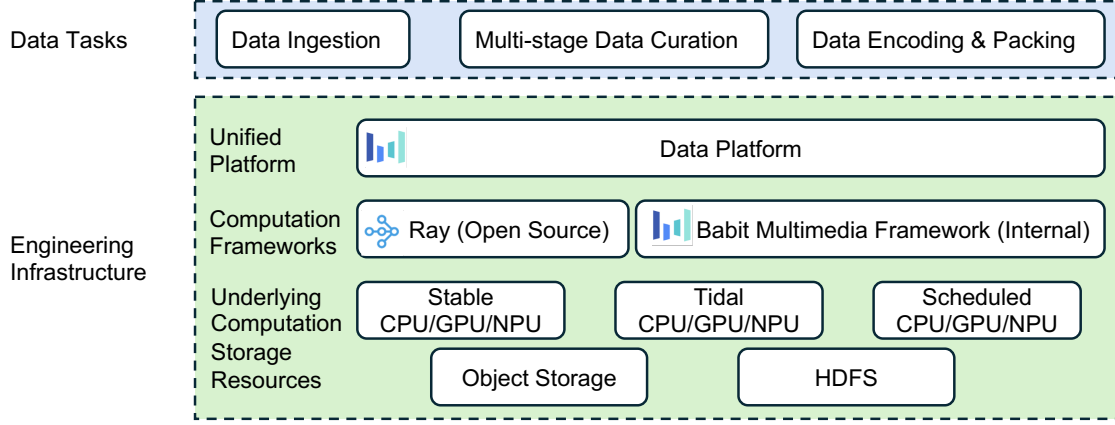 Data Tasks
Data Ingestion
Multi-stage Data Curation
Data Encoding & Packing
Engineering
Infrastructure
Unified
Platform
Data Platform
Computation
Frameworks
Ray (Open Source)
Babit Multimedia Framework (Internal)
Underlying
Computation
Stable
CPU/GPU/NPU
Tidal
CPU/GPU/NPU
Scheduled
CPU/GPU/NPU
Storage
Resources
Object Storage
HDFS